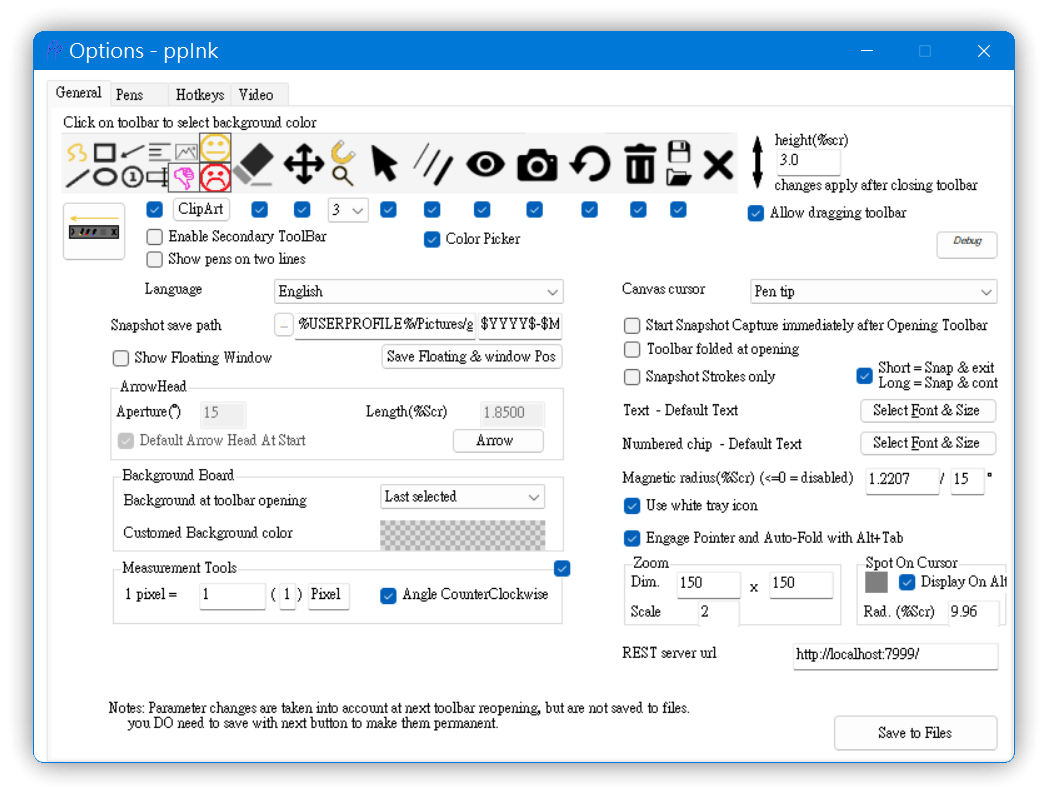 Options - ppInk
General Pens Hotkeys Video
Click on toolbar to select background color
height(%scr)
3.0
changes apply after closing toolbar
1
ClipArt
3
Allow dragging toolbar
Enable Secondary ToolBar
Color Picker
Debug
Show pens on two lines
Language
English
Canvas cursor
Pen tip
Snapshot save path
...
%USERPROFILE%/Pictures/g
$YYYY$-$M
Start Snapshot Capture immediately after Opening Toolbar
Toolbar folded at opening
Show Floating Window
Save Floating & window Pos
Snapshot Strokes only
Short = Snap & exit
Long = Snap & cont
ArrowHead
Aperture(°)
15
Length(%Scr)
1.8500
Default Arrow Head At Start
Arrow
Text - Default Text
Select Font & Size
Numbered chip - Default Text
Select Font & Size
Background Board
Background at toolbar opening
Last selected
Customed Background color
Magnetic radius(%Scr) (<=0 = disabled)
1.2207 / 15 °
Use white tray icon
Engage Pointer and Auto-Fold with Alt+Tab
Measurement Tools
1 pixel =
1
( 1 ) Pixel
Angle CounterClockwise
Zoom
Dim.
150 x 150
Scale
2
Spot On Cursor
Display On Alt
Rad. (%Scr)
9.96
REST server url
http://localhost:7999/
Notes: Parameter changes are taken into account at next toolbar reopening, but are not saved to files.
you DO need to save with next button to make them permanent.
Save to Files